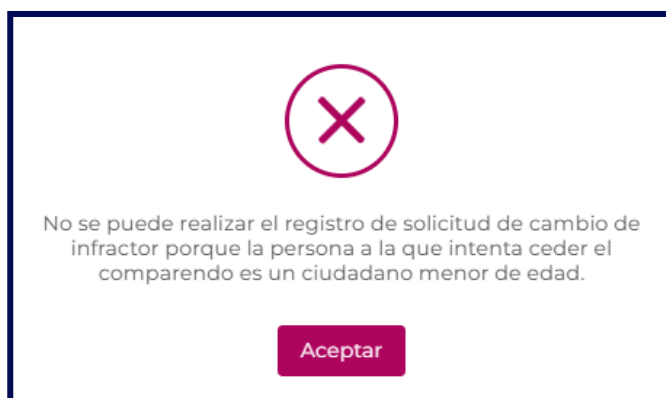 No se puede realizar el registro de solicitud de cambio de
infractor porque la persona a la que intenta ceder el
comparendo es un ciudadano menor de edad.
Aceptar